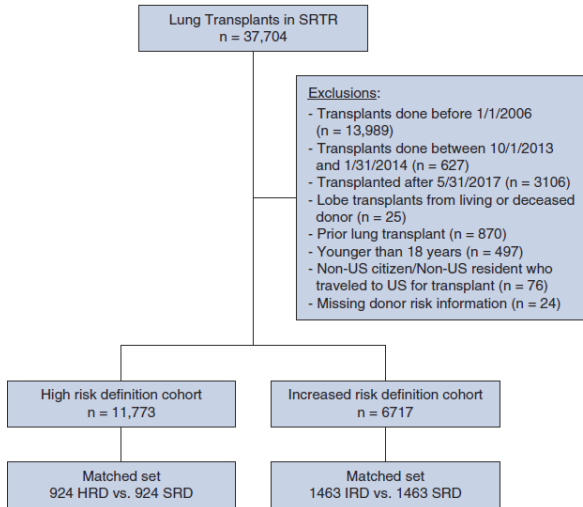 Lung Transplants in SRTR
n = 37,704
Exclusions:
- Transplants done before 1/1/2006
(n = 13,989)
- Transplants done between 10/1/2013
and 1/31/2014 (n = 627)
- Transplanted after 5/31/2017 (n = 3106)
- Lobe transplants from living or deceased
donor (n = 25)
- Prior lung transplant (n = 870)
- Younger than 18 years (n = 497)
- Non-US citizen/Non-US resident who
traveled to US for transplant (n = 76)
- Missing donor risk information (n = 24)
High risk definition cohort
n = 11,773
Increased risk definition cohort
n = 6717
Matched set
924 HRD vs. 924 SRD
Matched set
1463 IRD vs. 1463 SRD